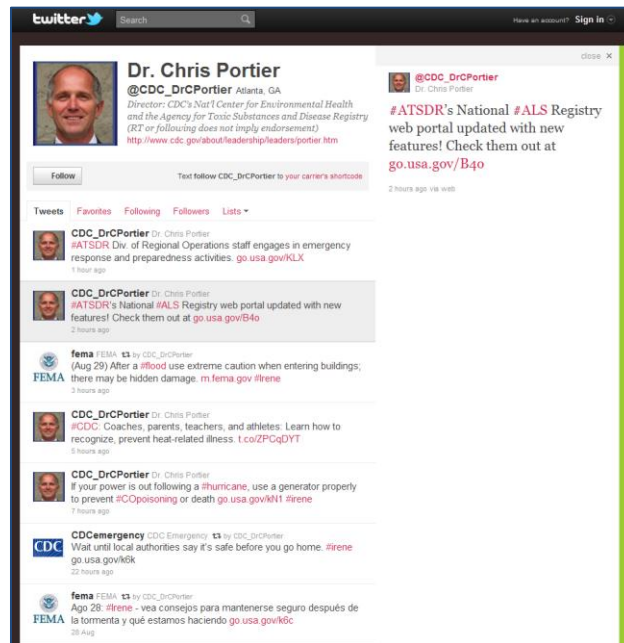 twitter
Search
Have an account? Sign in
Dr. Chris Portier
@CDC_DrCPortier Atlanta, GA
Director: CDC's Nat'l Center for Environmental Health
and the Agency for Toxic Substances and Disease Registry
(RT or following does not imply endorsement)
http://www.cdc.gov/about/leadership/leaders/portier.htm
Follow
Text follow CDC_DrCPortier to your carrier's shortcode
Tweets Favorites Following Followers Lists
CDC_DrCPortier Dr. Chris Portier
#ATSDR Div. of Regional Operations staff engages in emergency
response and preparedness activities. go.usa.gov/KLX
1 hour ago
CDC_DrCPortier Dr. Chris Portier
#ATSDR's National #ALS Registry web portal updated with new
features! Check them out at go.usa.gov/B4o
2 hours ago
FEMA
fema FEMA by CDC_DrCPortier
(Aug 29) After a #flood use extreme caution when entering buildings;
there may be hidden damage. m.fema.gov #Irene
3 hours ago
CDC_DrCPortier Dr. Chris Portier
#CDC: Coaches, parents, teachers, and athletes: Learn how to
recognize, prevent heat-related illness. t.co/ZPCqDYT
5 hours ago
CDC_DrCPortier Dr. Chris Portier
If your power is out following a #hurricane, use a generator properly
to prevent #COpoisoning or death go.usa.gov/kN1 #irene
7 hours ago
CDC
CDCemergency CDC Emergency by CDC_DrCPortier
Wait until local authorities say it's safe before you go home. #irene
go.usa.gov/k6k
22 hours ago
FEMA
fema FEMA by CDC_DrCPortier
Ago 28: #Irene - vea consejos para mantenerse seguro después de
la tormenta y qué estamos haciendo go.usa.gov/k6c
28 Aug
close X
@CDC_DrCPortier
Dr. Chris Portier
#ATSDR's National #ALS Registry
web portal updated with new
features! Check them out at
go.usa.gov/B4o
2 hours ago via web